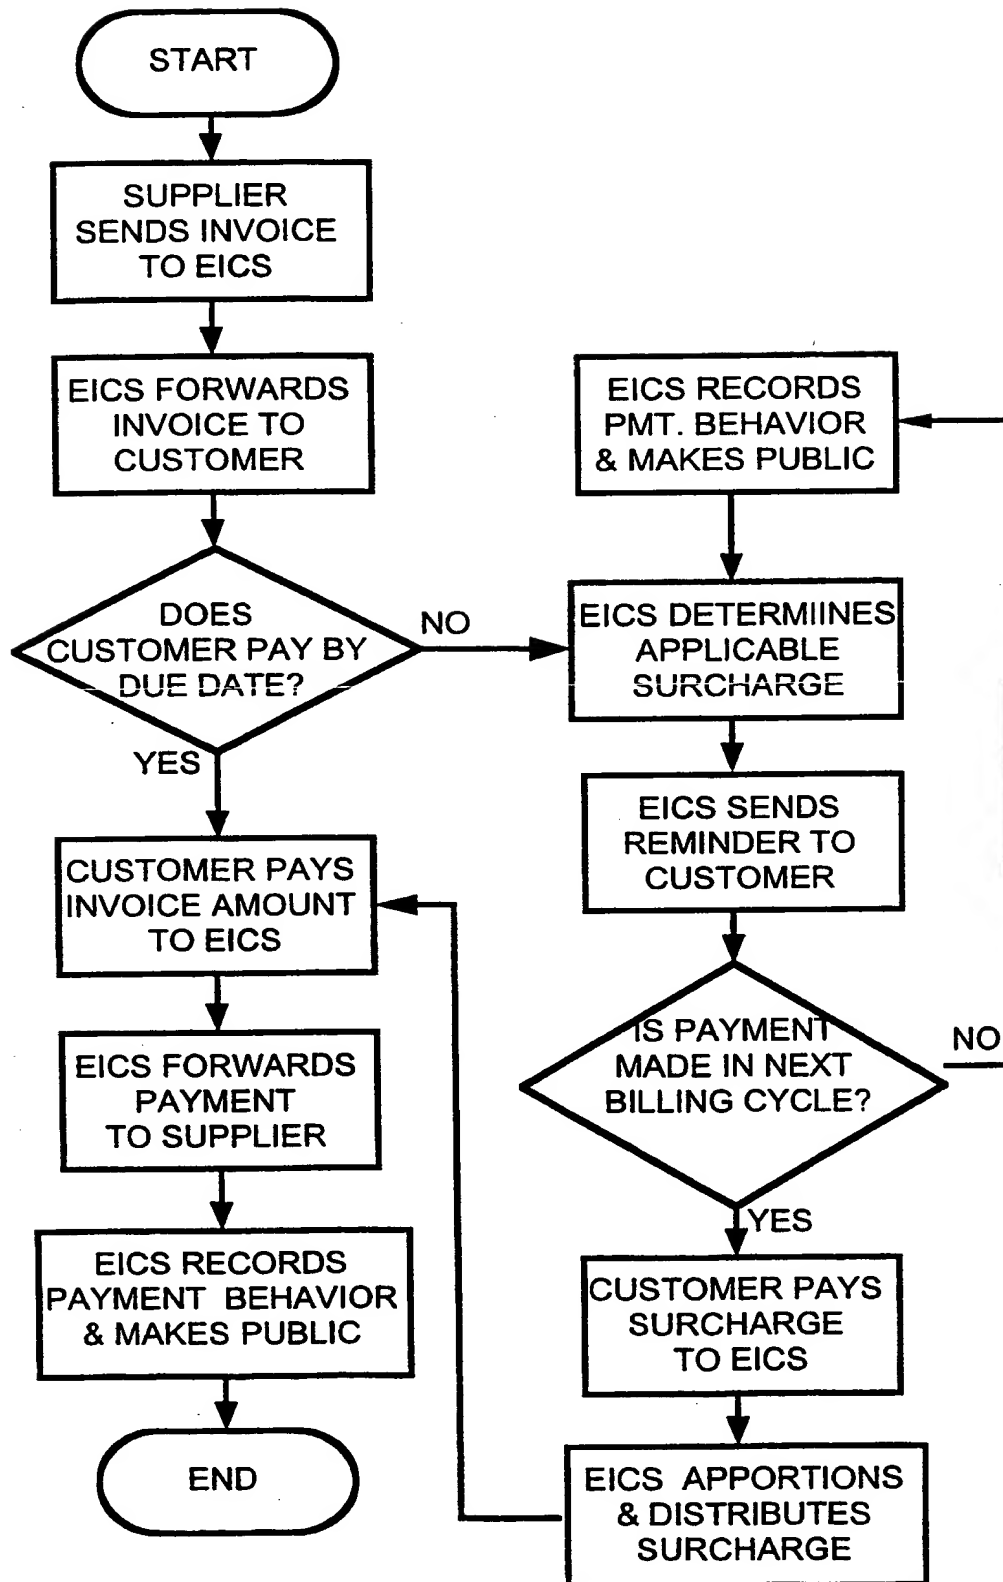 START
SUPPLIER
SENDS INVOICE
TO EICS
EICS FORWARDS
INVOICE TO
CUSTOMER
DOES
CUSTOMER PAY BY
DUE DATE?
NO
YES
CUSTOMER PAYS
INVOICE AMOUNT
TO EICS
EICS FORWARDS
PAYMENT
TO SUPPLIER
EICS RECORDS
PAYMENT BEHAVIOR
& MAKES PUBLIC
END
EICS RECORDS
PMT. BEHAVIOR
& MAKES PUBLIC
EICS DETERMIINES
APPLICABLE
SURCHARGE
EICS SENDS
REMINDER TO
CUSTOMER
IS PAYMENT
MADE IN NEXT
BILLING CYCLE?
NO
YES
CUSTOMER PAYS
SURCHARGE
TO EICS
EICS APPORTIONS
& DISTRIBUTES
SURCHARGE